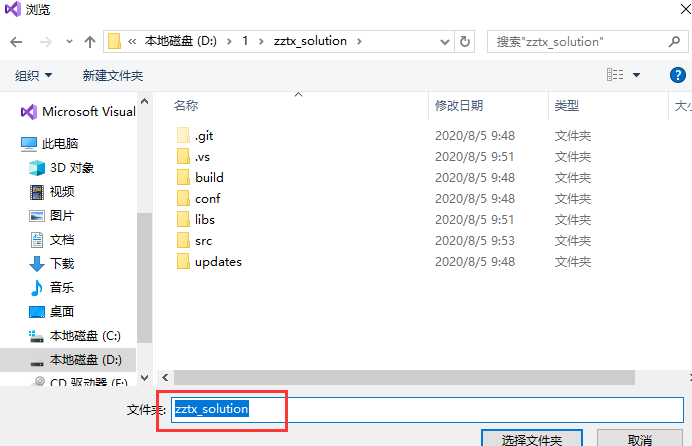 浏览
« 本地磁盘 (D:) › 1 › zztx_solution ›
搜索"zztx_solution"
组织 新建文件夹
?
Microsoft Visual
此电脑
3D 对象
视频
图片
文档
下载
音乐
桌面
本地磁盘 (C:)
本地磁盘 (D:)
CD 驱动器 (F:)
名称 修改日期 类型 大小
.git 2020/8/5 9:48 文件夹
.vs 2020/8/5 9:51 文件夹
build 2020/8/5 9:48 文件夹
conf 2020/8/5 9:48 文件夹
libs 2020/8/5 9:51 文件夹
src 2020/8/5 9:53 文件夹
updates 2020/8/5 9:48 文件夹
文件夹: zztx_solution
选择文件夹 取消